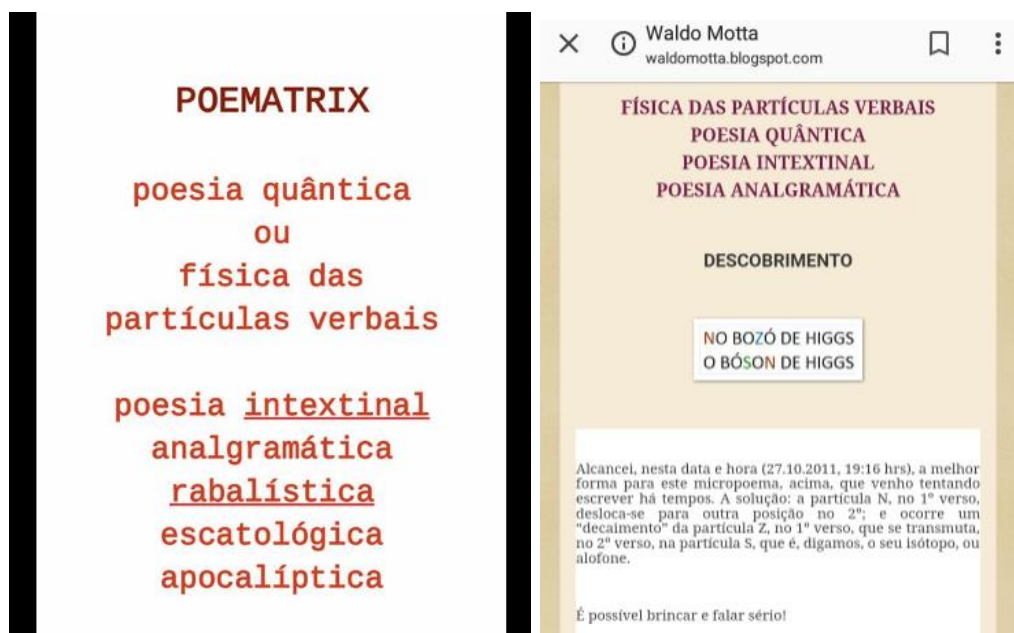 POEMATRIX
poesia quântica
ou
física das
partículas verbais
poesia intextinal
analgramática
rabalística
escatológica
apocalíptica
Waldo Motta
waldomotta.blogspot.com
FÍSICA DAS PARTÍCULAS VERBAIS
POESIA QUÂNTICA
POESIA INTEXTINAL
POESIA ANALGRAMÁTICA
DESCOBRIMENTO
NO BOZÓ DE HIGGS
O BÓSON DE HIGGS
Alcancei, nesta data e hora (27.10.2011, 19:16 hrs), a melhor
forma para este micropoema, acima, que venho tentando
escrever há tempos. A solução: a partícula N, no 1º verso,
desloca-se para outra posição no 2º; e ocorre um
"decaimento" da partícula Z, no 1º verso, que se transmuta,
no 2º verso, na partícula S, que é, digamos, o seu isótopo, ou
alofone.
É possível brincar e falar sério!